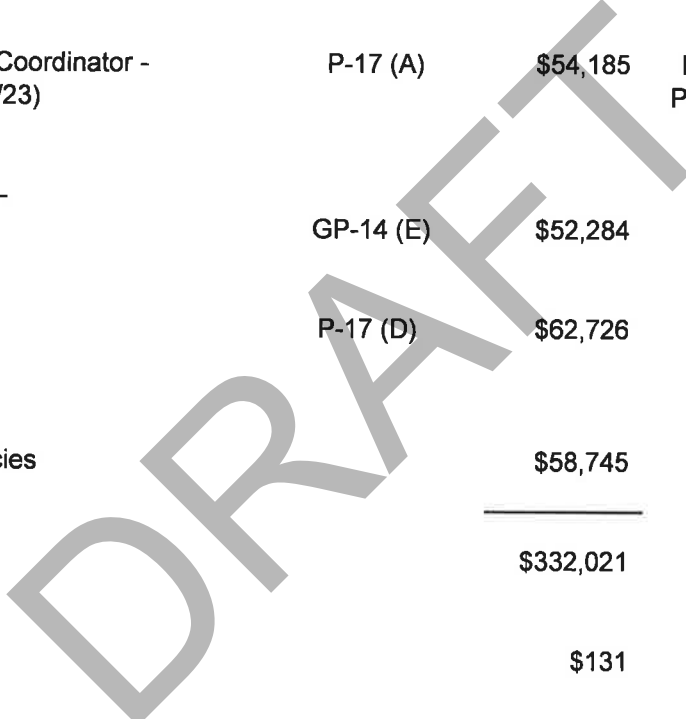 Coordinator - P-17 (A) $54,185
/23) P
-
GP-14 (E) $52,284
P-17 (D) $62,726
cies $58,745
$332,021
$131
DRAFT